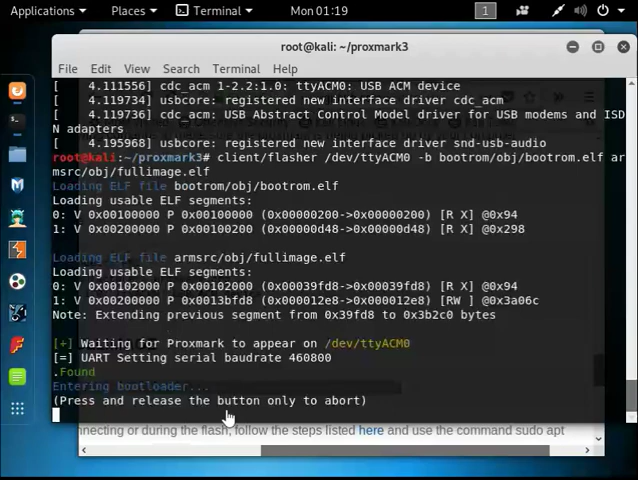 Applications Places Terminal Mon 01:19 1
root@kali: ~/proxmark3
File Edit View Search Terminal Help
[    4.111556] cdc_acm 1-2.2:1.0: ttyACM0: USB ACM device
[    4.119734] usbcore: registered new interface driver cdc_acm
[    4.119736] cdc_acm: Abstract Control Model driver for USB modems and ISD
N adapters
[    4.195968] usbcore: registered new interface driver snd-usb-audio
root@kali:~/proxmark3# client/flasher /dev/ttyACM0 -b bootrom/obj/bootrom.elf ar
msrc/obj/fullimage.elf
Loading ELF file bootrom/obj/bootrom.elf
Loading usable ELF segments:
0: V 0x00100000 P 0x00100000 (0x00000200->0x00000200) [R X] @0x94
1: V 0x00200000 P 0x00100200 (0x00000d48->0x00000d48) [R X] @0x298
Loading ELF file armsrc/obj/fullimage.elf
Loading usable ELF segments:
0: V 0x00102000 P 0x00102000 (0x00039fd8->0x00039fd8) [R X] @0x94
1: V 0x00200000 P 0x0013bfd8 (0x000012e8->0x000012e8) [RW ] @0x3a06c
Note: Extending previous segment from 0x39fd8 to 0x3b2c0 bytes
[+] Waiting for Proxmark to appear on /dev/ttyACM0
[=] UART Setting serial baudrate 460800
.Found
Entering bootloader...
(Press and release the button only to abort)
nnecting or during the flash, follow the steps listed here and use the command sudo apt